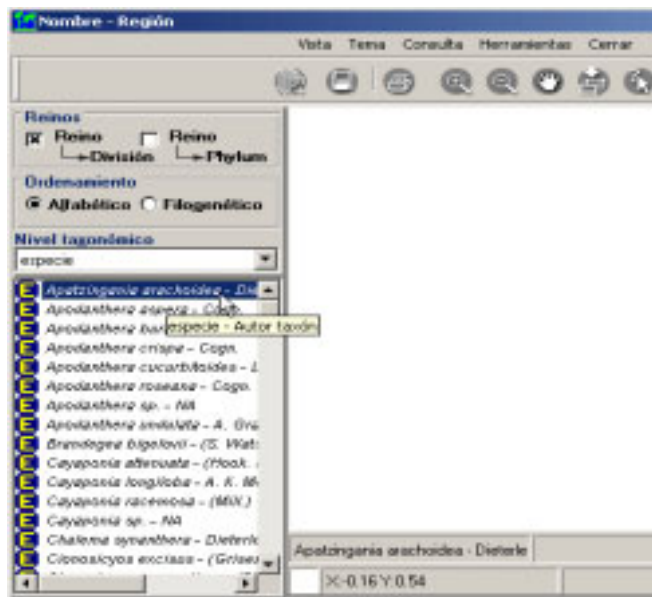 Nombre - Región
Vista Tema Consulta Herramientas Cerrar
Reinos
Reino Reino
División Phylum
Ordenamiento
Alfabético Filogenético
Nivel taxonómico
especie
Apatzingania arachoidea - Die
Apodanthera aspera - Cogn.
Apodanthera
especie - Autor taxón
Apodanthera crispa - Cogn.
Apodanthera cucurbitoides - L
Apodanthera roseana - Cogn.
Apodanthera sp. - NA
Apodanthera undulata - A. Gra
Brandegea bigelovii - (S. Wats
Cayaponia attenuata - (Hook.
Cayaponia longiloba - A. K. M
Cayaponia racemosa - (Mill.)
Cayaponia sp. - NA
Chalema synanthera - Dieterle
Cionosicyos excisus - (Griseb
Apatzingania arachoidea - Dieterle
X:-0.16 Y:0.54